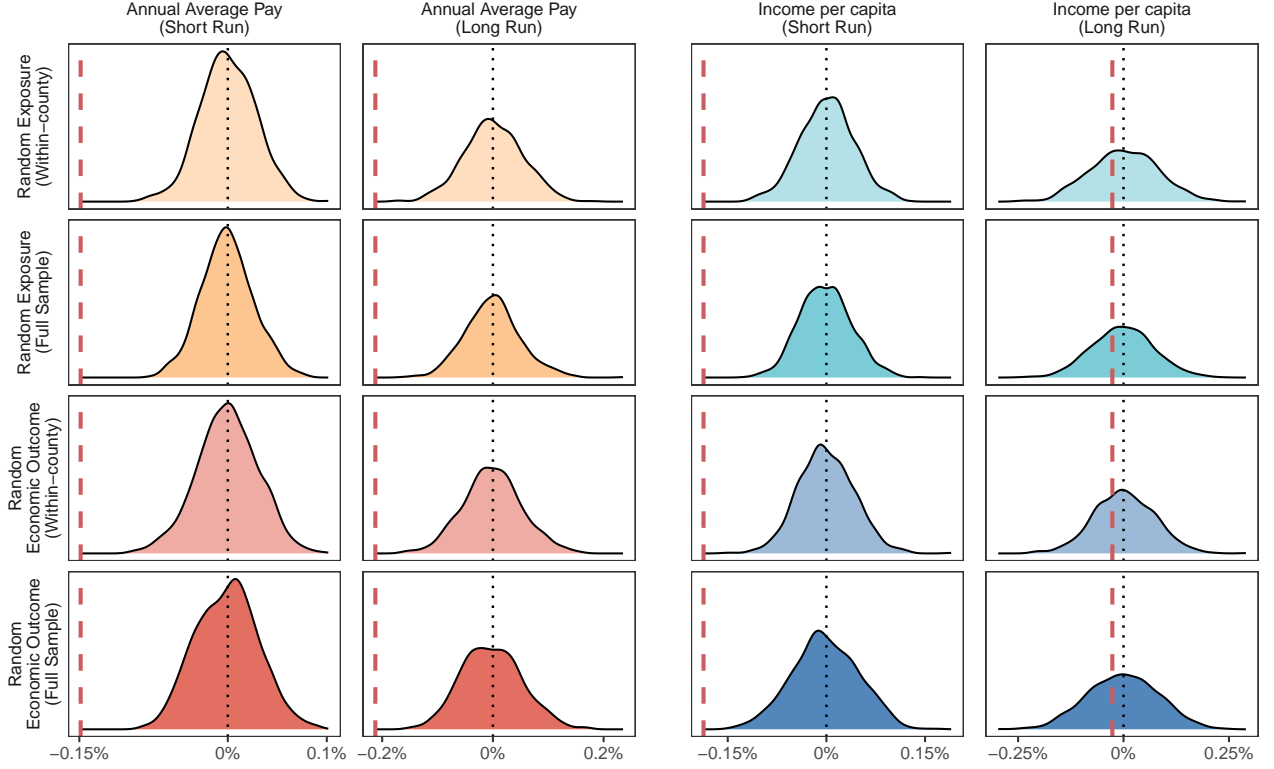 Annual Average Pay
(Short Run)
Annual Average Pay
(Long Run)
Income per capita
(Short Run)
Income per capita
(Long Run)
Random Exposure
(Within−county)
Random Exposure
(Full Sample)
Random
Economic Outcome
(Within−county)
Random
Economic Outcome
(Full Sample)
−0.15% 0% 0.1%
−0.2% 0% 0.2%
−0.15% 0% 0.15%
−0.25% 0% 0.25%